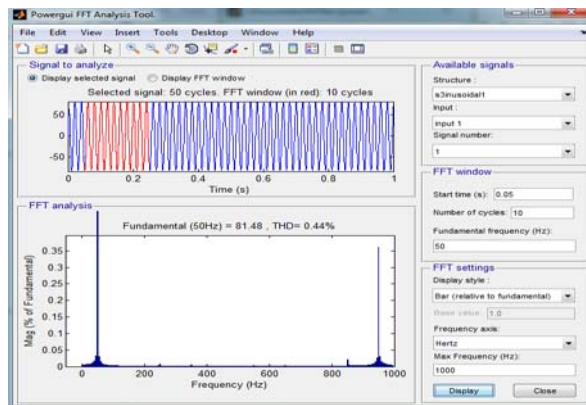 Powergui FFT Analysis Tool.
File Edit View Insert Tools Desktop Window Help
Signal to analyze
Display selected signal Display FFT window
Selected signal: 50 cycles. FFT window (in red): 10 cycles
50
0
-50
0 0.2 0.4 0.6 0.8 1
Time (s)
FFT analysis
Fundamental (50Hz) = 81.48 , THD= 0.44%
0.35
0.3
0.25
0.2
0.15
0.1
0.05
0
0 200 400 600 800 1000
Frequency (Hz)
Mag (% of Fundamental)
Available signals
Structure :
s3inusoidal1
Input :
input 1
Signal number:
1
FFT window
Start time (s): 0.05
Number of cycles: 10
Fundamental frequency (Hz):
50
FFT settings
Display style :
Bar (relative to fundamental)
Base value: 1.0
Frequency axis:
Hertz
Max Frequency (Hz):
1000
Display Close